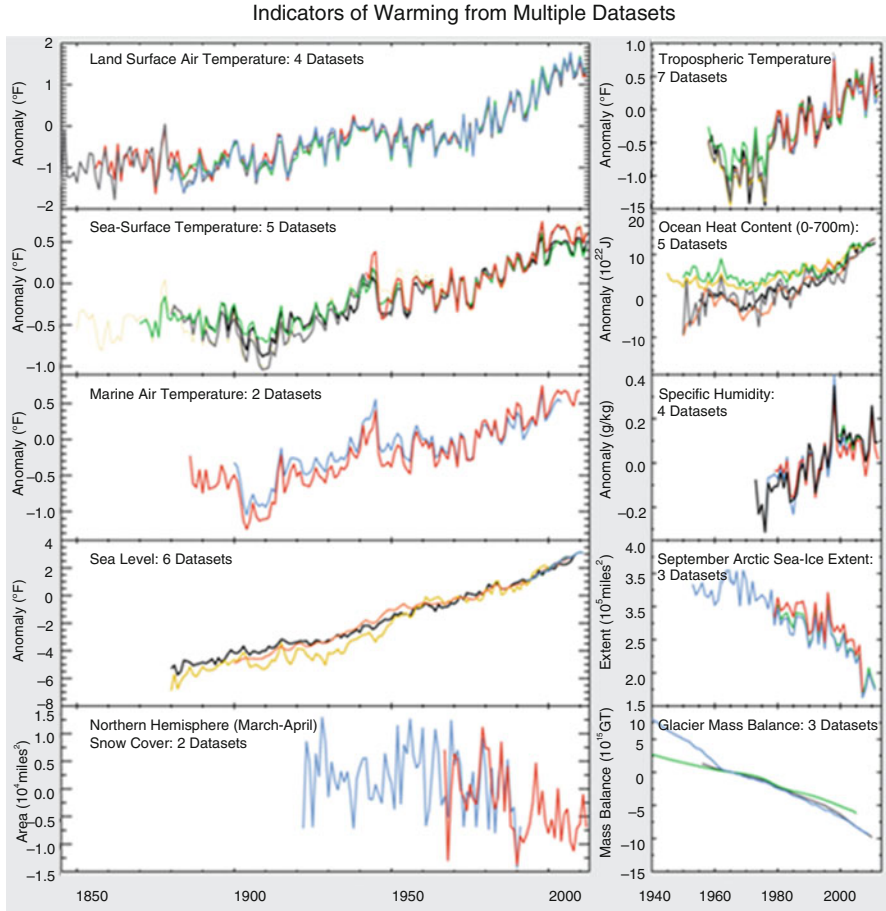 Indicators of Warming from Multiple Datasets
Land Surface Air Temperature: 4 Datasets
Anomaly (°F)
2
1
0
−1
−2
Sea-Surface Temperature: 5 Datasets
Anomaly (°F)
0.5
0.0
−0.5
−1.0
Marine Air Temperature: 2 Datasets
Anomaly (°F)
0.5
0.0
−0.5
−1.0
Sea Level: 6 Datasets
Anomaly (°F)
4
2
0
−2
−4
−6
−8
Northern Hemisphere (March-April)
Snow Cover: 2 Datasets
Area (10⁴miles²)
1.5
1.0
0.5
0.0
−0.5
−1.0
−1.5
1850 1900 1950 2000
Tropospheric Temperature
7 Datasets
Anomaly (°F)
1.0
0.5
0.0
−0.5
−1.0
−15
Ocean Heat Content (0-700m):
5 Datasets
Anomaly (10²²J)
20
10
0
−10
Specific Humidity:
4 Datasets
Anomaly (g/kg)
0.4
0.2
0.0
−0.2
September Arctic Sea-Ice Extent:
3 Datasets
Extent (10⁵miles²)
4.0
3.5
3.5
2.5
2.0
1.5
Glacier Mass Balance: 3 Datasets
Mass Balance (10¹⁵GT)
10
5
0
−5
−10
−15
1940 1960 1980 2000